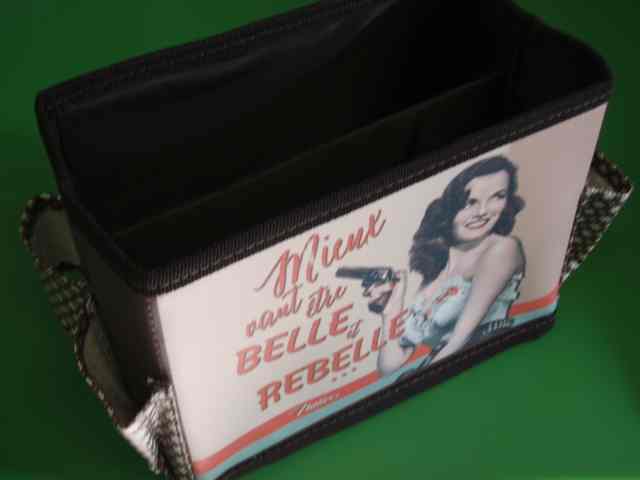 Mieux
vaut être
BELLE et
REBELLE
...